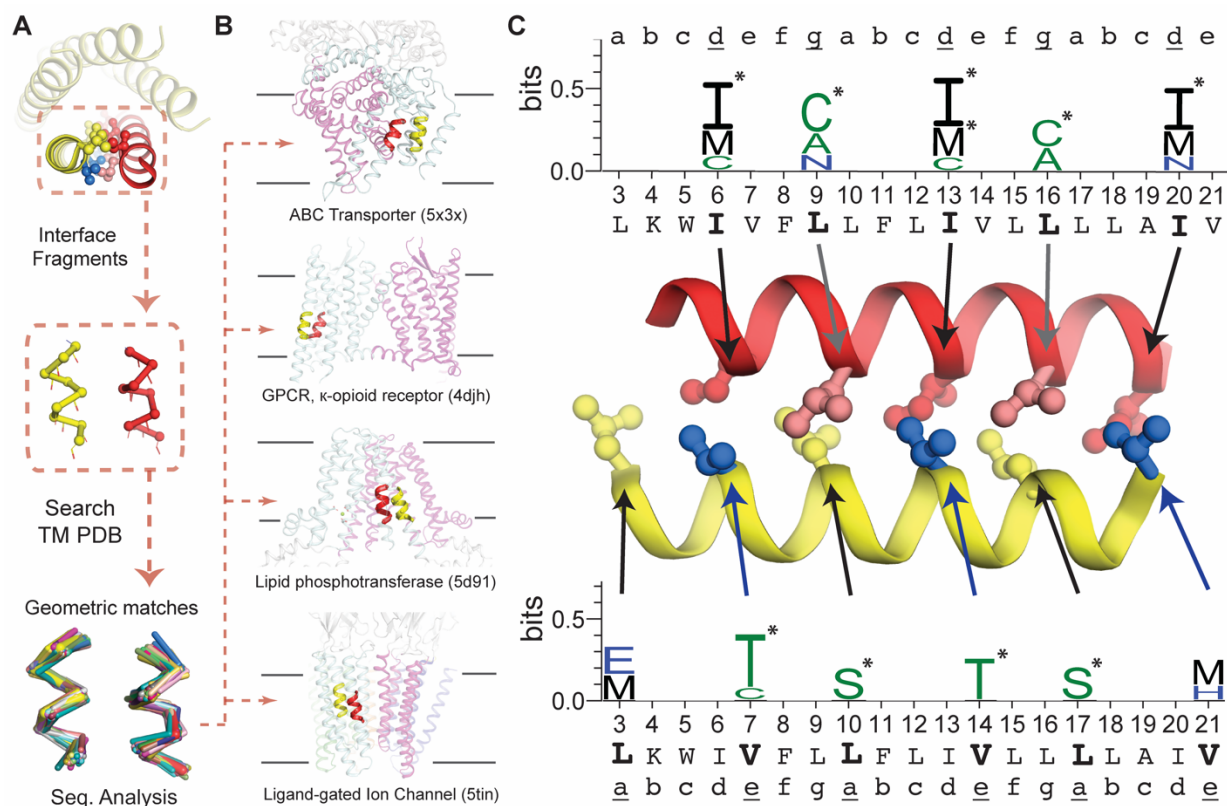 A
Interface
Fragments
Search
TM PDB
Geometric matches
Seq. Analysis
B
ABC Transporter (5x3x)
GPCR, κ-opioid receptor (4djh)
Lipid phosphotransferase (5d91)
Ligand-gated Ion Channel (5tin)
C
a b c d e f g a b c d e f g a b c d e
bits
0.5
0.0
I* C* I* I*
M A M* C* M
C N C A N
3 4 5 6 7 8 9 10 11 12 13 14 15 16 17 18 19 20 21
L K W I V F L L F L I V L L L L A I V
bits
0.5
0.0
E T* S* T* S* M
M C H
3 4 5 6 7 8 9 10 11 12 13 14 15 16 17 18 19 20 21
L K W I V F L L F L I V L L L L A I V
a b c d e f g a b c d e f g a b c d e